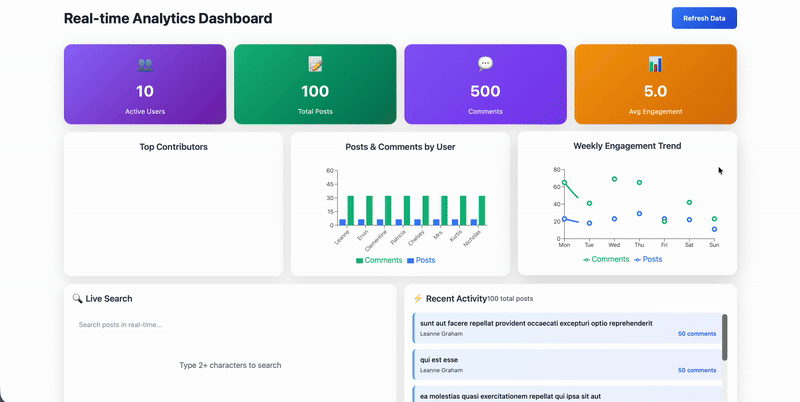 Real-time Analytics Dashboard
Refresh Data
10
Active Users
100
Total Posts
500
Comments
5.0
Avg Engagement
Top Contributors
Posts & Comments by User
60
45
30
15
0
Leanne
Ervin
Clementine
Patricia
Chelsey
Mrs.
Kurtis
Nicholas
Comments
Posts
Weekly Engagement Trend
80
60
40
20
0
Mon
Tue
Wed
Thu
Fri
Sat
Sun
Comments
Posts
Live Search
Search posts in real-time...
Type 2+ characters to search
Recent Activity 100 total posts
sunt aut facere repellat provident occaecati excepturi optio reprehenderit
Leanne Graham
50 comments
qui est esse
Leanne Graham
50 comments
ea molestias quasi exercitationem repellat qui ipsa sit aut